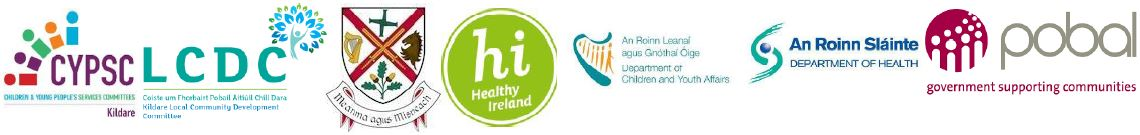 CYPSC
CHILDREN & YOUNG PEOPLE'S SERVICES COMMITTEES
Kildare
LCDC
Coiste um Fhorbairt Pobail Áitiúil Chill Dara
Kildare Local Community Development
Committee
Meanma agus Misneach
hi
Healthy
Ireland
An Roinn Leanaí
agus Gnóthaí Óige
Department of
Children and Youth Affairs
An Roinn Sláinte
DEPARTMENT OF HEALTH
pobal
government supporting communities